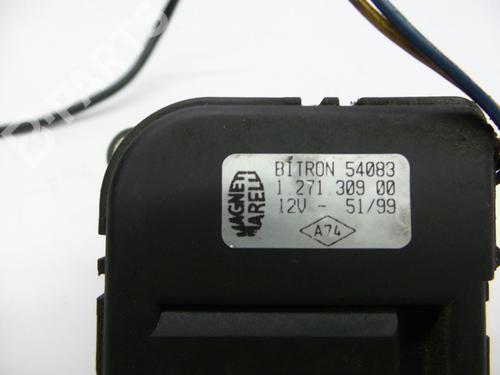 BITRON 54083
1 271 309 00
12V - 51/99
MAGNETI
MARELLI
A74
B-PARTS